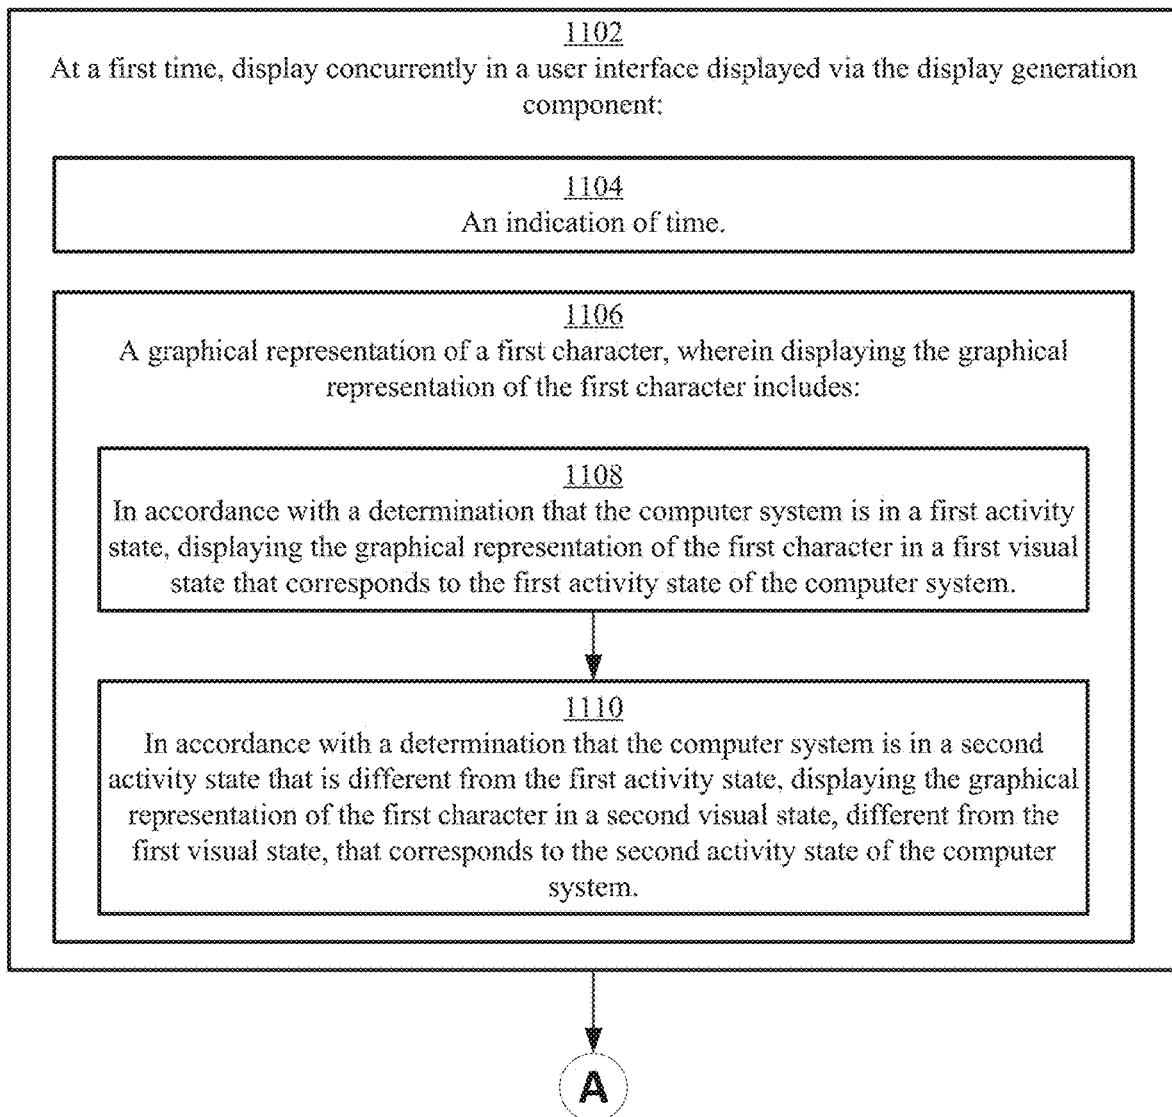 1102
At a first time, display concurrently in a user interface displayed via the display generation
component:
1104
An indication of time.
1106
A graphical representation of a first character, wherein displaying the graphical
representation of the first character includes:
1108
In accordance with a determination that the computer system is in a first activity
state, displaying the graphical representation of the first character in a first visual
state that corresponds to the first activity state of the computer system.
1110
In accordance with a determination that the computer system is in a second
activity state that is different from the first activity state, displaying the graphical
representation of the first character in a second visual state, different from the
first visual state, that corresponds to the second activity state of the computer
system.
A